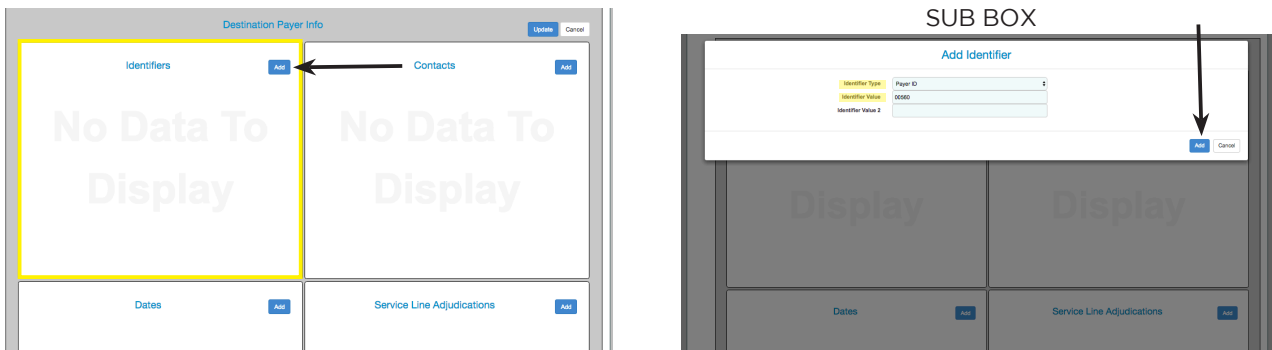 Destination Payer Info
Update Cancel
Identifiers Add
Contacts Add
No Data To
Display
No Data To
Display
Dates Add
Service Line Adjudications Add
SUB BOX
Add Identifier
Identifier Type Payer ID
Identifier Value 00560
Identifier Value 2
Add Cancel
Display
Display
Dates Add
Service Line Adjudications Add